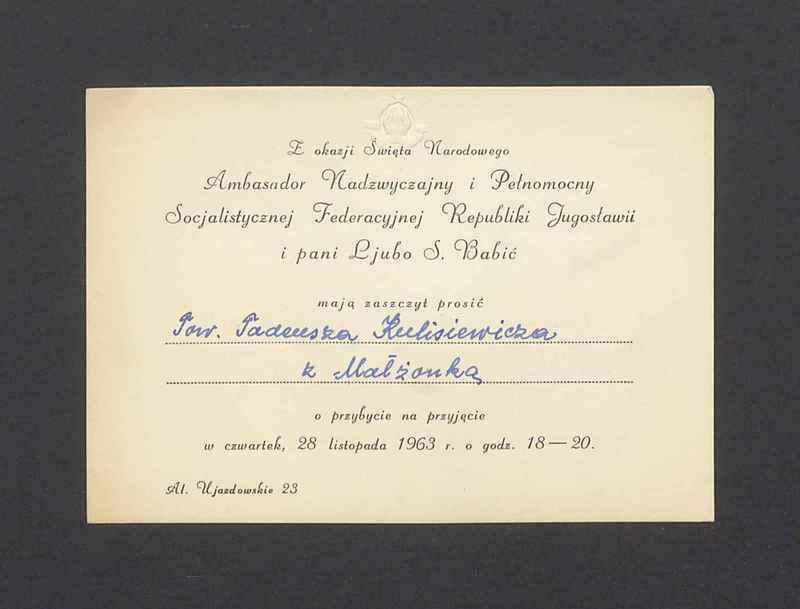 Z okazji Święta Narodowego
Ambasador Nadzwyczajny i Pełnomocny
Socjalistycznej Federacyjnej Republiki Jugosławii
i pani Ljubo S. Babić
mają zaszczyt prosić
Tow. Tadeusza Kulisiewicza
z Małżonką
o przybycie na przyjęcie
w czwartek, 28 listopada 1963 r. o godz. 18—20.
Al. Ujazdowskie 23